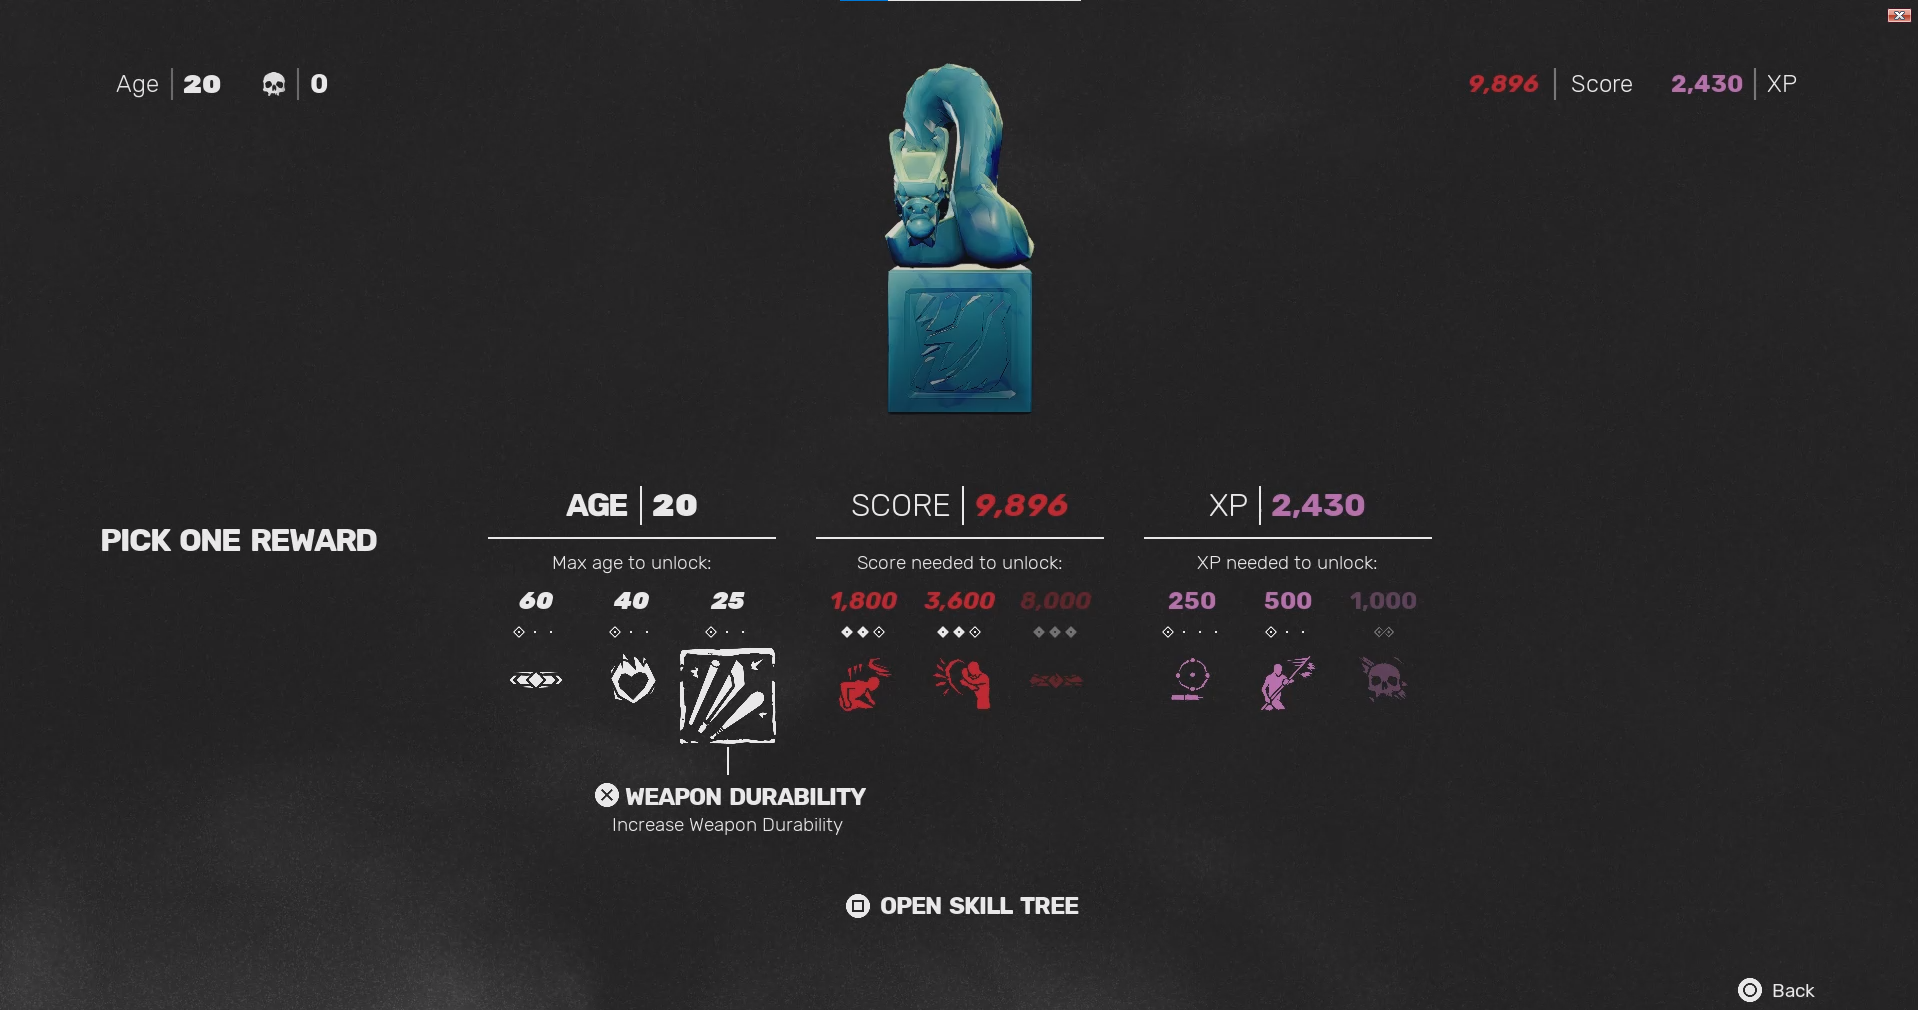 Age 20 0
9,896 Score 2,430 XP
PICK ONE REWARD
AGE 20
Max age to unlock:
60 40 25
WEAPON DURABILITY
Increase Weapon Durability
SCORE 9,896
Score needed to unlock:
1,800 3,600 8,000
XP 2,430
XP needed to unlock:
250 500 1,000
OPEN SKILL TREE
Back